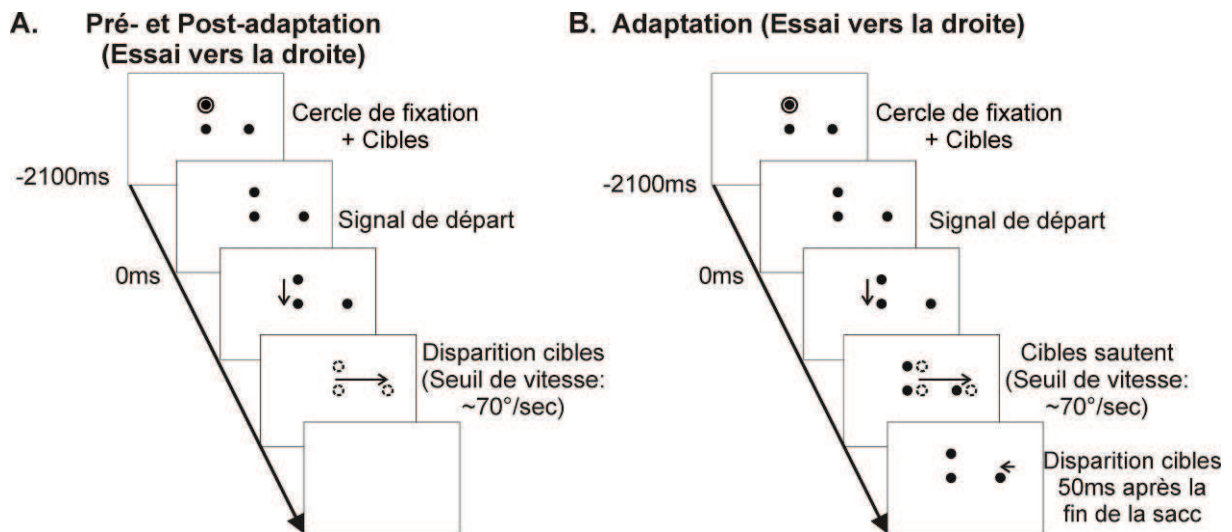 A. Pré- et Post-adaptation
(Essai vers la droite)
Cercle de fixation
+ Cibles
-2100ms
Signal de départ
0ms
Disparition cibles
(Seuil de vitesse:
~70°/sec)
B. Adaptation (Essai vers la droite)
Cercle de fixation
+ Cibles
-2100ms
Signal de départ
0ms
Cibles sautent
(Seuil de vitesse:
~70°/sec)
Disparition cibles
50ms après la
fin de la sacc